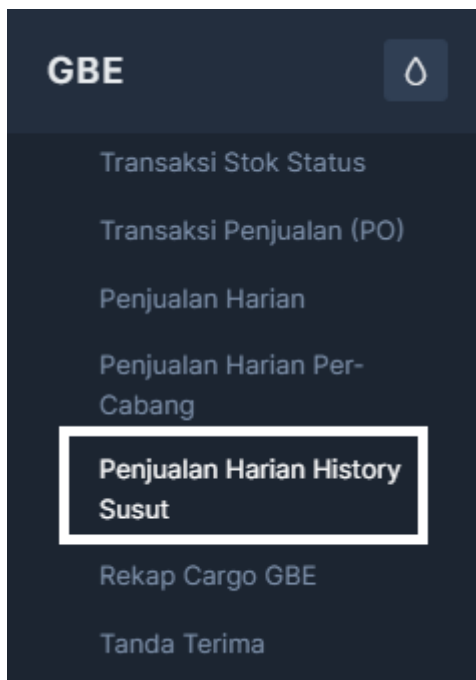 GBE
Transaksi Stok Status
Transaksi Penjualan (PO)
Penjualan Harian
Penjualan Harian Per-
Cabang
Penjualan Harian History
Susut
Rekap Cargo GBE
Tanda Terima